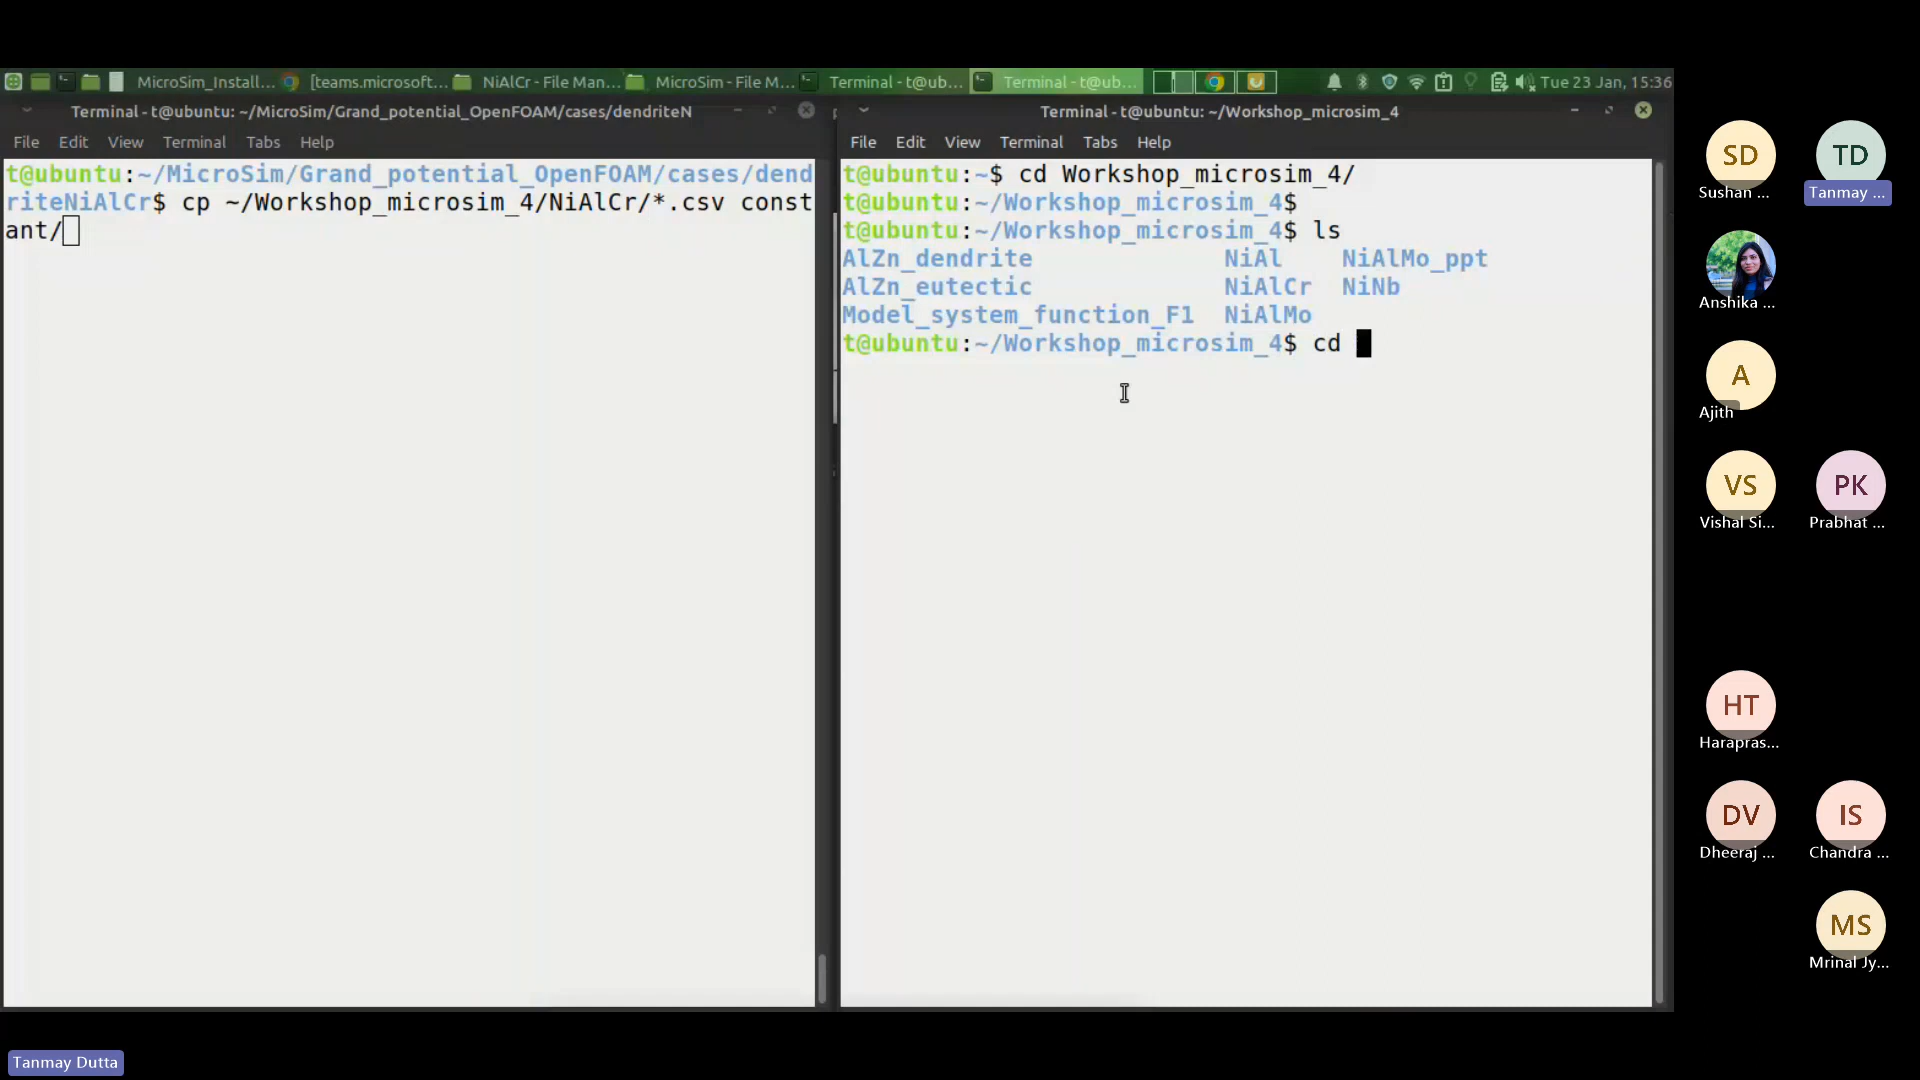 MicroSim_Install... [teams.microsoft... NiAlCr - File Man... MicroSim - File M... Terminal - t@ub... Terminal - t@ub... Tue 23 Jan, 15:36
Terminal - t@ubuntu: ~/MicroSim/Grand_potential_OpenFOAM/cases/dendriteN
File Edit View Terminal Tabs Help
t@ubuntu:~/MicroSim/Grand_potential_OpenFOAM/cases/dend
riteNiAlCr$ cp ~/Workshop_microsim_4/NiAlCr/*.csv const
ant/
Terminal - t@ubuntu: ~/Workshop_microsim_4
File Edit View Terminal Tabs Help
t@ubuntu:~$ cd Workshop_microsim_4/
t@ubuntu:~/Workshop_microsim_4$
t@ubuntu:~/Workshop_microsim_4$ ls
AlZn_dendrite NiAl NiAlMo_ppt
AlZn_eutectic NiAlCr NiNb
Model_system_function_F1 NiAlMo
t@ubuntu:~/Workshop_microsim_4$ cd
SD TD
Sushan ... Tanmay ...
Anshika ...
A
Ajith
VS PK
Vishal Si... Prabhat ...
HT
Harapras...
DV IS
Dheeraj ... Chandra ...
MS
Mrinal Jy...
Tanmay Dutta